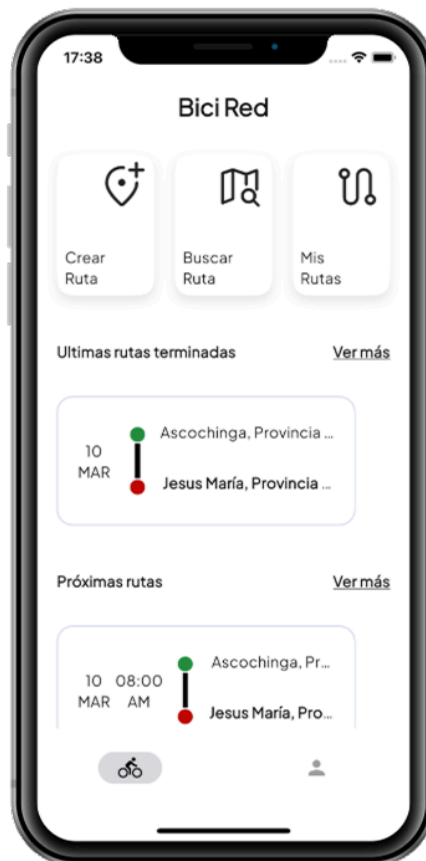 17:38
Bici Red
Crear
Ruta
Buscar
Ruta
Mis
Rutas
Ultimas rutas terminadas Ver más
Ascochinga, Provincia ...
10
MAR
Jesus María, Provincia ...
Próximas rutas Ver más
Ascochinga, Pr...
10 08:00
MAR AM
Jesus María, Pro...